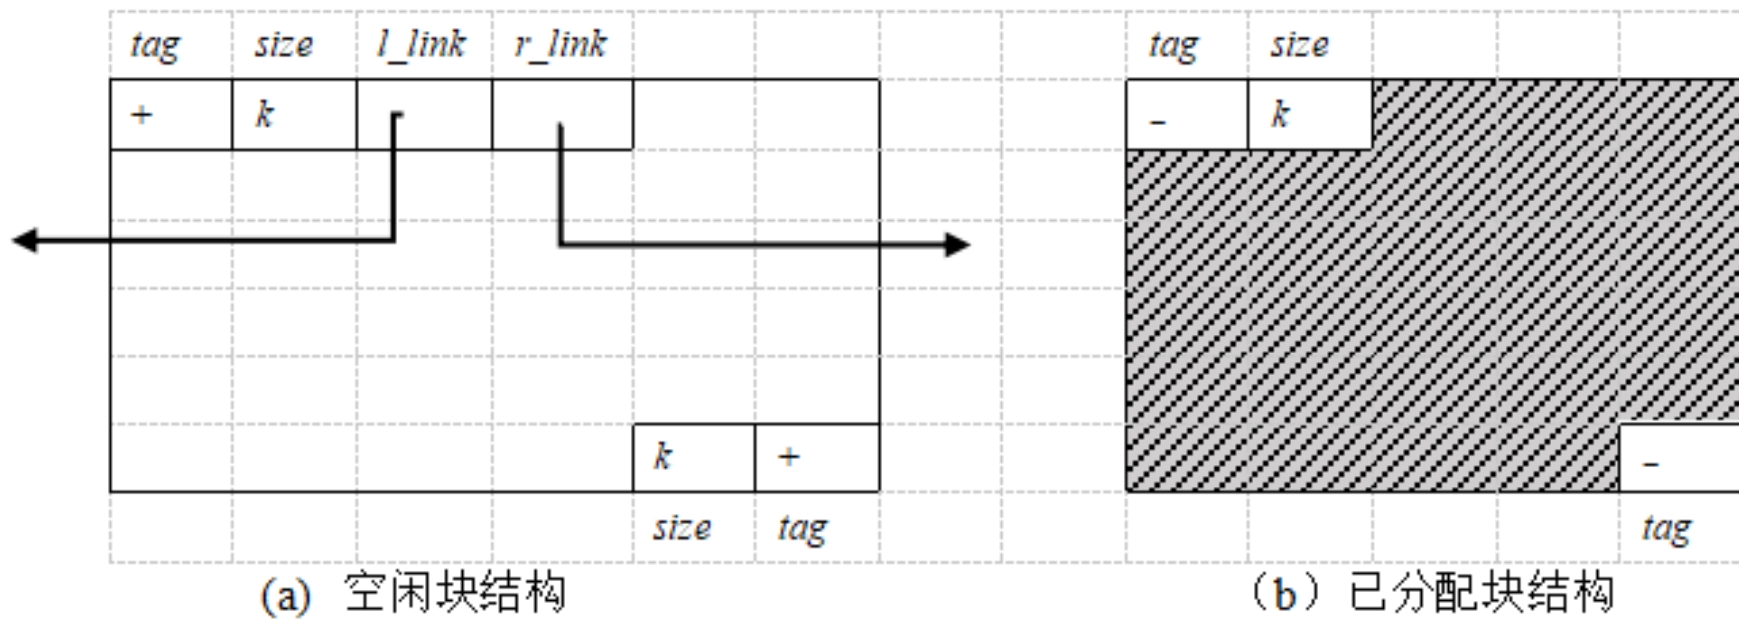 tag size l_link r_link tag size
+ k - k
k + -
size tag tag
(a) 空闲块结构 （b）已分配块结构